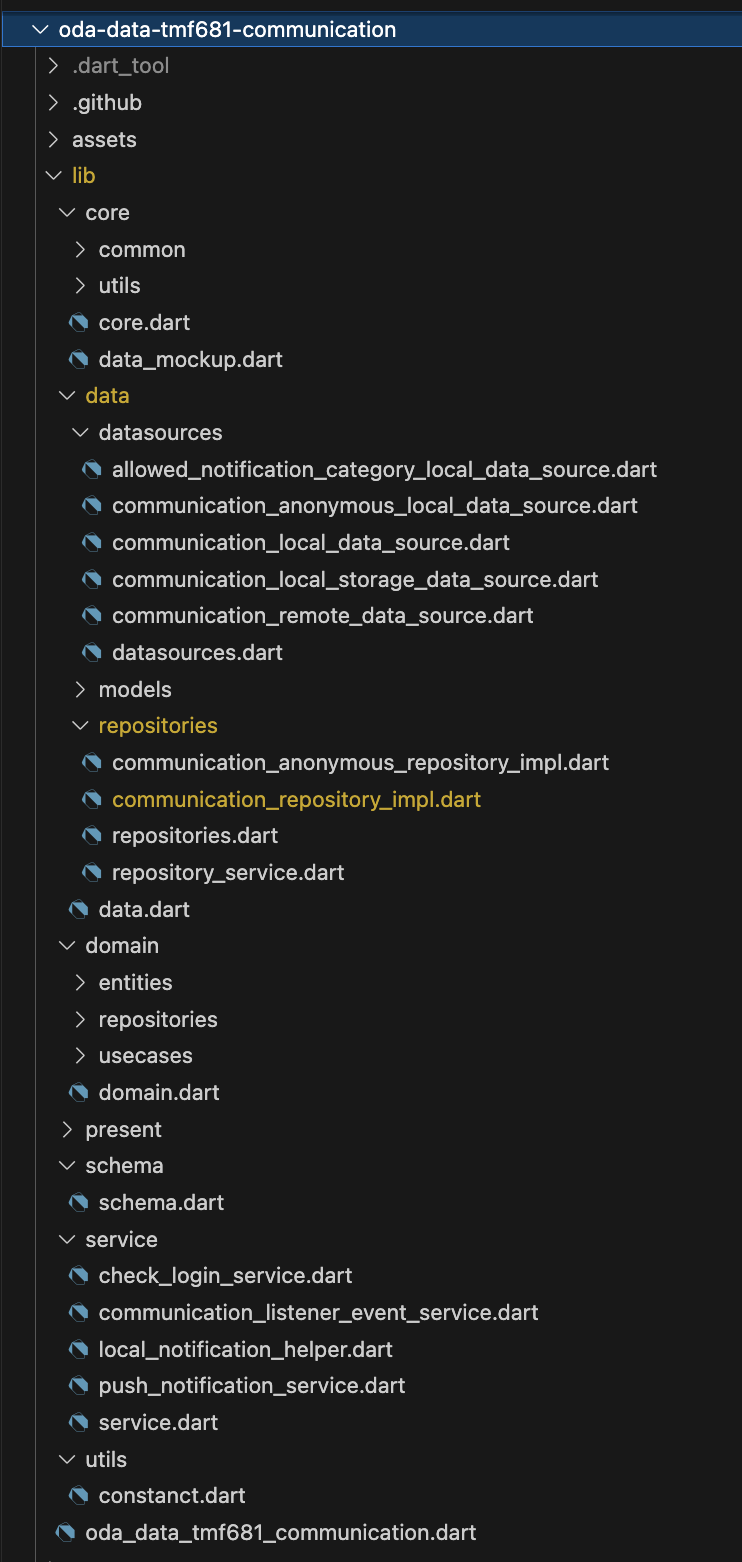 oda-data-tmf681-communication
.dart_tool
.github
assets
lib
core
common
utils
core.dart
data_mockup.dart
data
datasources
allowed_notification_category_local_data_source.dart
communication_anonymous_local_data_source.dart
communication_local_data_source.dart
communication_local_storage_data_source.dart
communication_remote_data_source.dart
datasources.dart
models
repositories
communication_anonymous_repository_impl.dart
communication_repository_impl.dart
repositories.dart
repository_service.dart
data.dart
domain
entities
repositories
usecases
domain.dart
present
schema
schema.dart
service
check_login_service.dart
communication_listener_event_service.dart
local_notification_helper.dart
push_notification_service.dart
service.dart
utils
constanct.dart
oda_data_tmf681_communication.dart